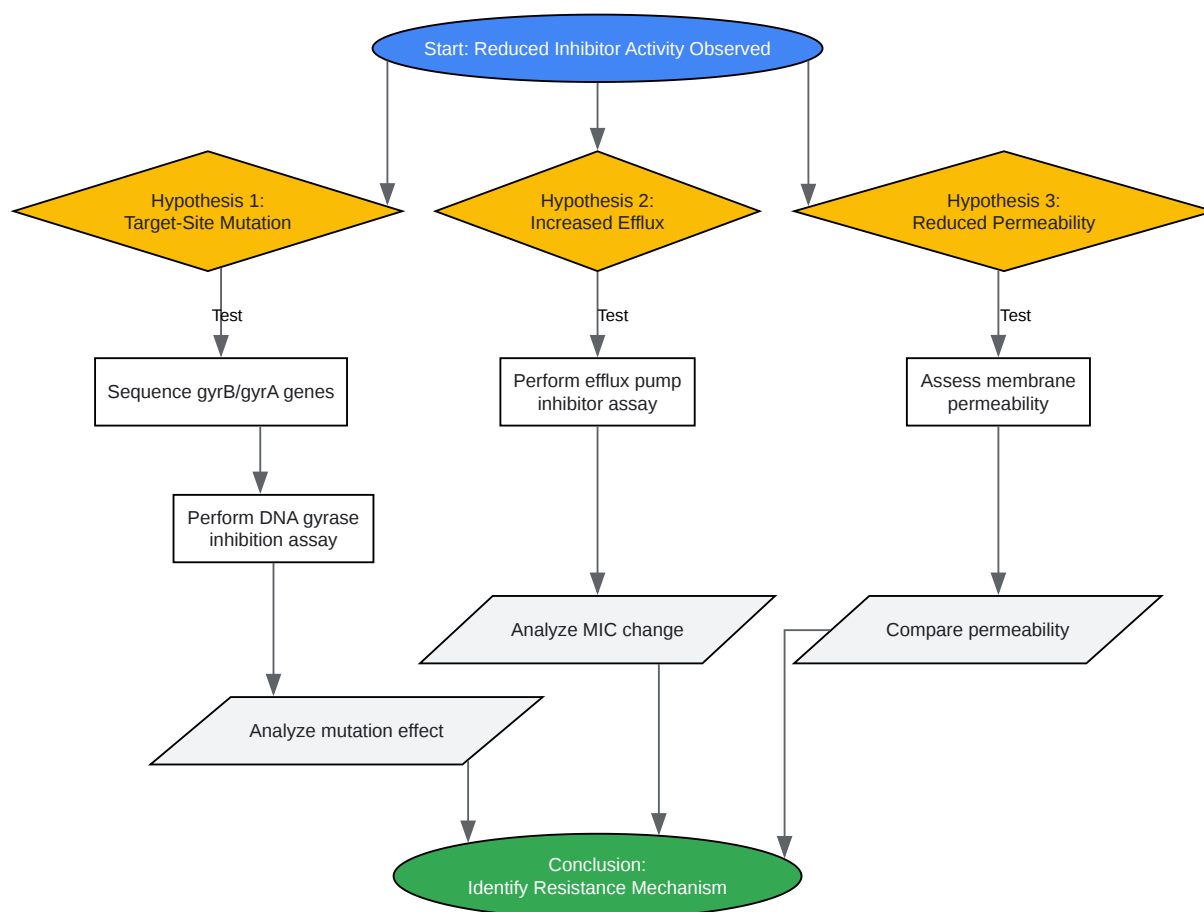 Start: Reduced Inhibitor Activity Observed
Hypothesis 1:
Target-Site Mutation
Hypothesis 2:
Increased Efflux
Hypothesis 3:
Reduced Permeability
Test
Test
Test
Sequence gyrB/gyrA genes
Perform efflux pump
inhibitor assay
Assess membrane
permeability
Perform DNA gyrase
inhibition assay
Analyze MIC change
Compare permeability
Analyze mutation effect
Conclusion:
Identify Resistance Mechanism